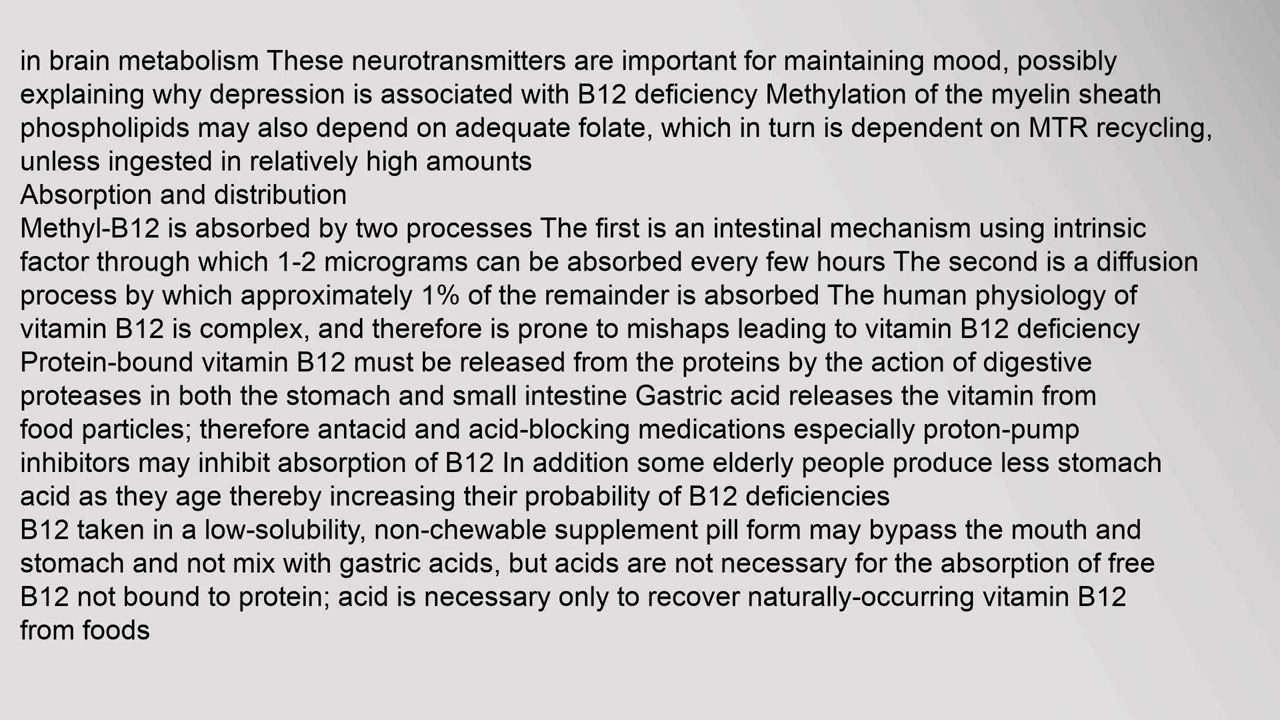 in brain metabolism These neurotransmitters are important for maintaining mood, possibly
explaining why depression is associated with B12 deficiency Methylation of the myelin sheath
phospholipids may also depend on adequate folate, which in turn is dependent on MTR recycling,
unless ingested in relatively high amounts
Absorption and distribution
Methyl-B12 is absorbed by two processes The first is an intestinal mechanism using intrinsic
factor through which 1-2 micrograms can be absorbed every few hours The second is a diffusion
process by which approximately 1% of the remainder is absorbed The human physiology of
vitamin B12 is complex, and therefore is prone to mishaps leading to vitamin B12 deficiency
Protein-bound vitamin B12 must be released from the proteins by the action of digestive
proteases in both the stomach and small intestine Gastric acid releases the vitamin from
food particles; therefore antacid and acid-blocking medications especially proton-pump
inhibitors may inhibit absorption of B12 In addition some elderly people produce less stomach
acid as they age thereby increasing their probability of B12 deficiencies
B12 taken in a low-solubility, non-chewable supplement pill form may bypass the mouth and
stomach and not mix with gastric acids, but acids are not necessary for the absorption of free
B12 not bound to protein; acid is necessary only to recover naturally-occurring vitamin B12
from foods